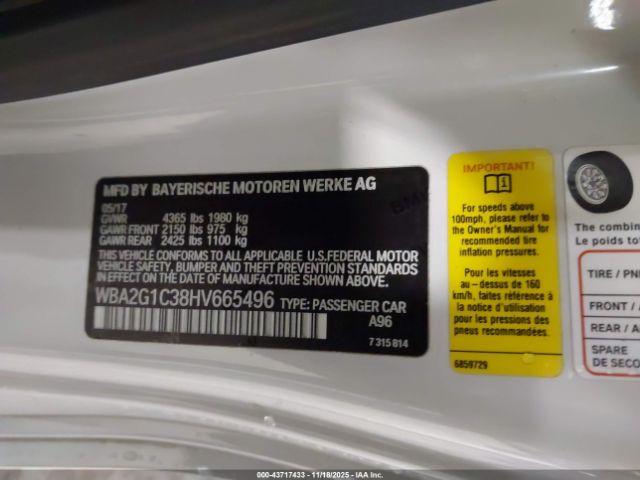 MFD BY BAYERISCHE MOTOREN WERKE AG
05/17
GVWR 4365 lbs 1980 kg
GAWR FRONT 2150 lbs 975 kg
GAWR REAR 2425 lbs 1100 kg
THIS VEHICLE CONFORMS TO ALL APPLICABLE U.S.FEDERAL MOTOR
VEHICLE SAFETY, BUMPER AND THEFT PREVENTION STANDARDS
IN EFFECT ON THE DATE OF MANUFACTURE SHOWN ABOVE.
WBA2G1C38HV665496 TYPE: PASSENGER CAR
A96
7 315 814
IMPORTANT!
For speeds above
100mph, please refer to
the Owner's Manual for
recommended tire
inflation pressures.
Pour les vitesses
au - dessus de 160
km/h, faites référence à
la notice d'utilisation
pour les pressions des
pneus recommandées.
6859729
The combin
Le poids to
TIRE / PN
FRONT /
REAR / A
SPARE
DE SECO
000-43717433 - 11/18/2025 - IAA Inc.